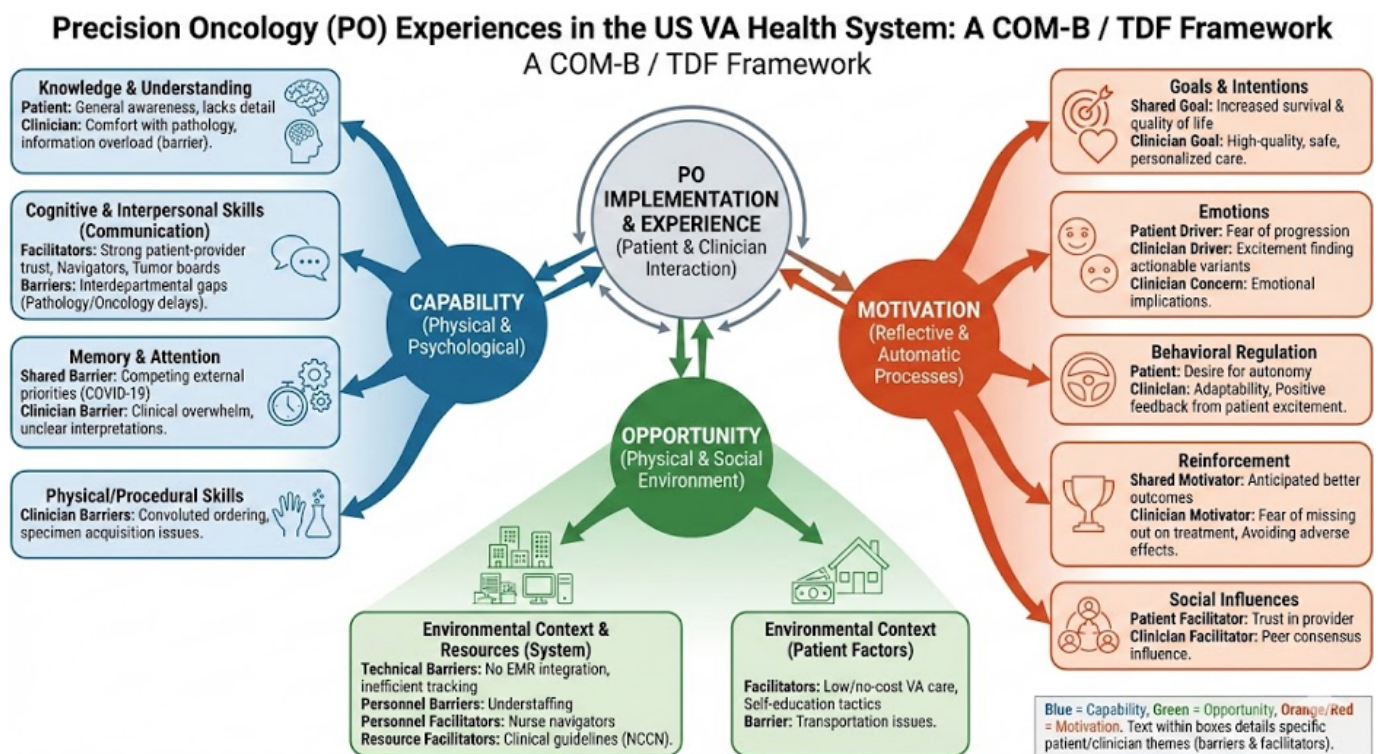 Precision Oncology (PO) Experiences in the US VA Health System: A COM-B / TDF Framework
A COM-B / TDF Framework
Knowledge & Understanding
Patient: General awareness, lacks detail
Clinician: Comfort with pathology,
information overload (barrier).
Cognitive & Interpersonal Skills
(Communication)
Facilitators: Strong patient-provider
trust, Navigators, Tumor boards
Barriers: Interdepartmental gaps
(Pathology/Oncology delays).
Memory & Attention
Shared Barrier: Competing external
priorities (COVID-19)
Clinician Barrier: Clinical overwhelm,
unclear interpretations.
Physical/Procedural Skills
Clinician Barriers: Convoluted ordering,
specimen acquisition issues.
CAPABILITY
(Physical &
Psychological)
PO
IMPLEMENTATION
& EXPERIENCE
(Patient & Clinician
Interaction)
OPPORTUNITY
(Physical & Social
Environment)
MOTIVATION
(Reflective &
Automatic
Processes)
Environmental Context &
Resources (System)
Technical Barriers: No EMR integration,
inefficient tracking
Personnel Barriers: Understaffing
Personnel Facilitators: Nurse navigators
Resource Facilitators: Clinical guidelines (NCCN).
Environmental Context
(Patient Factors)
Facilitators: Low/no-cost VA care,
Self-education tactics
Barrier: Transportation issues.
Goals & Intentions
Shared Goal: Increased survival &
quality of life
Clinician Goal: High-quality, safe,
personalized care.
Emotions
Patient Driver: Fear of progression
Clinician Driver: Excitement finding
actionable variants
Clinician Concern: Emotional
implications.
Behavioral Regulation
Patient: Desire for autonomy
Clinician: Adaptability, Positive
feedback from patient excitement.
Reinforcement
Shared Motivator: Anticipated better
outcomes
Clinician Motivator: Fear of missing
out on treatment, Avoiding adverse
effects.
Social Influences
Patient Facilitator: Trust in provider
Clinician Facilitator: Peer consensus
influence.
Blue = Capability, Green = Opportunity, Orange/Red
= Motivation. Text within boxes details specific
patient/clinician themes (barriers & facilitators).